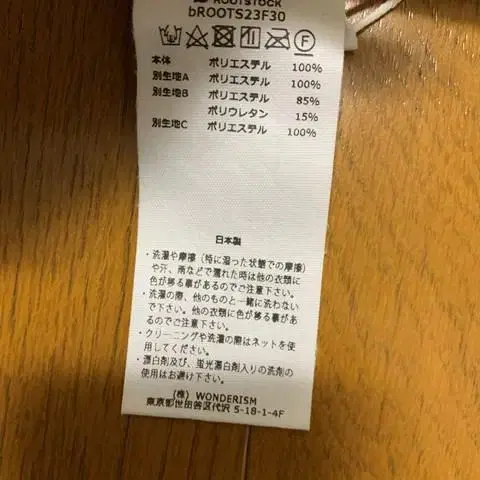 ROOTSTOCK
bROOTS23F30
本体 ポリエステル 100%
別生地A ポリエステル 100%
別生地B ポリエステル 85%
ポリウレタン 15%
別生地C ポリエステル 100%
日本製
・洗濯や摩擦（特に湿った状態での摩擦）
や汗、雨などで濡れた時は他の衣類に
色が移る事があるのでご注意下さい。
・洗濯の際、他のものと一緒に洗わない
で下さい。・他の衣類に色が移る事があ
るのでご注意下さい。
・クリーニングや洗濯の際はネットを使
用してください。
・漂白剤及び、蛍光漂白剤入りの洗剤の
使用はお避け下さい。
(株) WONDERISM
東京都世田谷区代沢 5-18-1-4F